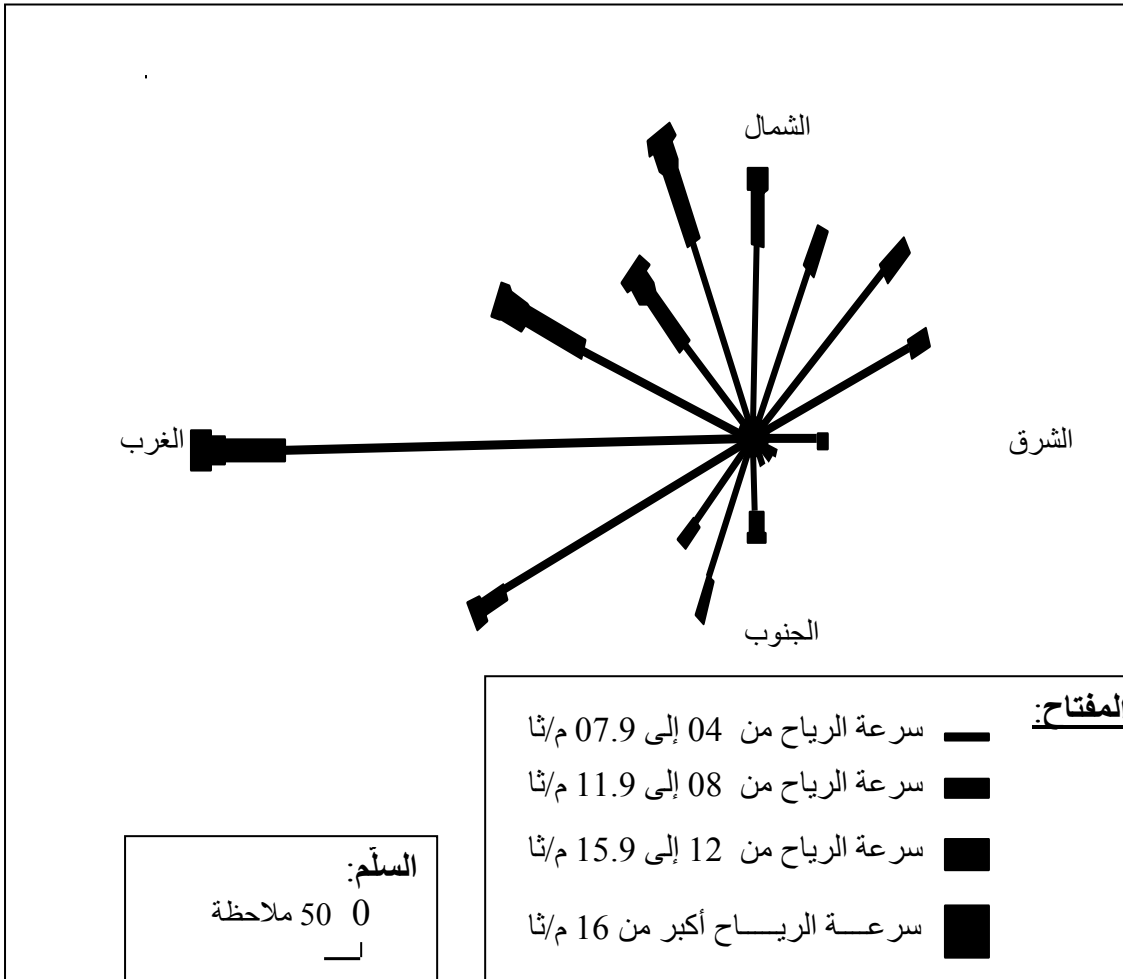 الشمال
الغرب
الشرق
الجنوب
المفتاح:
سرعة الرياح من 04 إلى 07.9 م/ثا
سرعة الرياح من 08 إلى 11.9 م/ثا
سرعة الرياح من 12 إلى 15.9 م/ثا
سرعـــة الريـــــاح أكبر من 16 م/ثا
السلّم:
0 50 ملاحظة